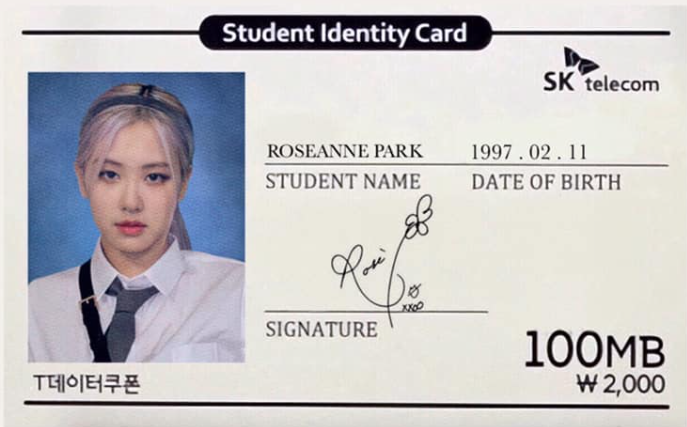 Student Identity Card
SK telecom
ROSEANNE PARK 1997 . 02 . 11
STUDENT NAME DATE OF BIRTH
Rosé
xxoo
SIGNATURE
100MB
T데이터쿠폰
₩ 2,000